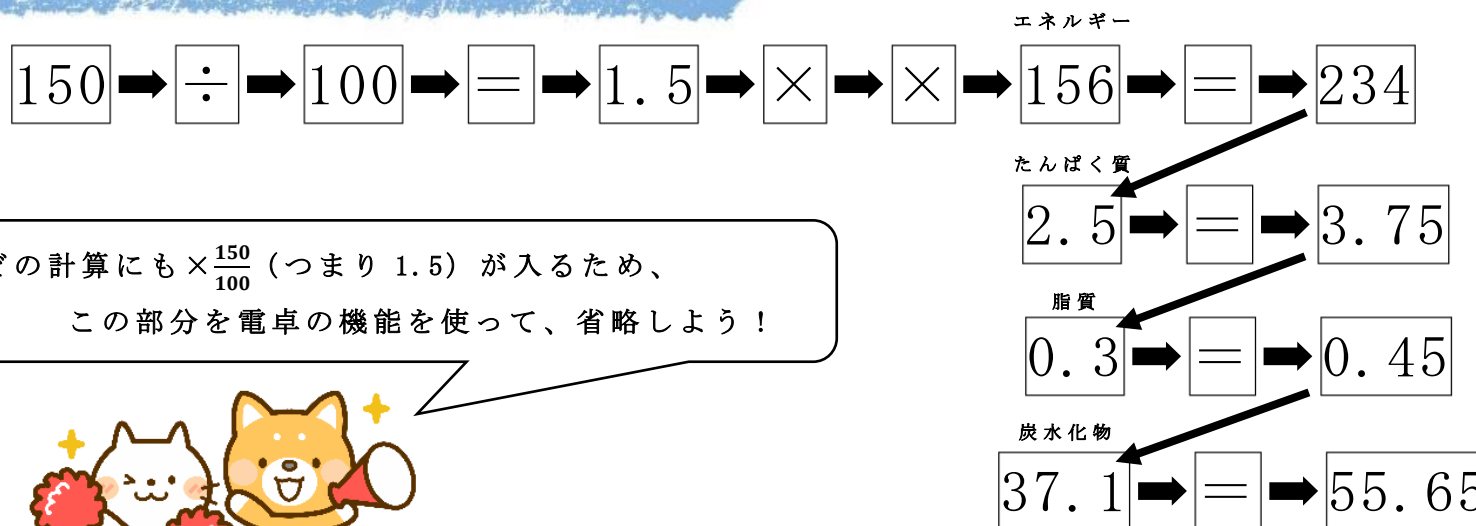 エネルギー
150 ➡ ÷ ➡ 100 ➡ = ➡ 1.5 ➡ × ➡ × ➡ 156 ➡ = ➡ 234
たんぱく質
2.5 ➡ = ➡ 3.75
どの計算にも×150/100（つまり 1.5）が入るため、
この部分を電卓の機能を使って、省略しよう！
脂質
0.3 ➡ = ➡ 0.45
炭水化物
37.1 ➡ = ➡ 55.65